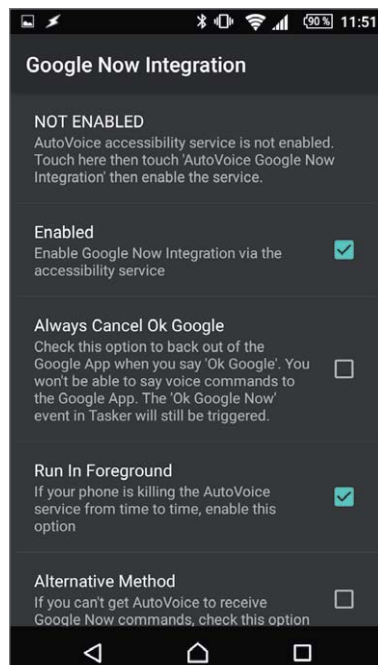 90% 11:51
Google Now Integration
NOT ENABLED
AutoVoice accessibility service is not enabled.
Touch here then touch 'AutoVoice Google Now
Integration' then enable the service.
Enabled
Enable Google Now Integration via the
accessibility service
Always Cancel Ok Google
Check this option to back out of the
Google App when you say 'Ok Google'. You
won't be able to say voice commands to
the Google App. The 'Ok Google Now'
event in Tasker will still be triggered.
Run In Foreground
If your phone is killing the AutoVoice
service from time to time, enable this
option
Alternative Method
If you can't get AutoVoice to receive
Google Now commands, check this option